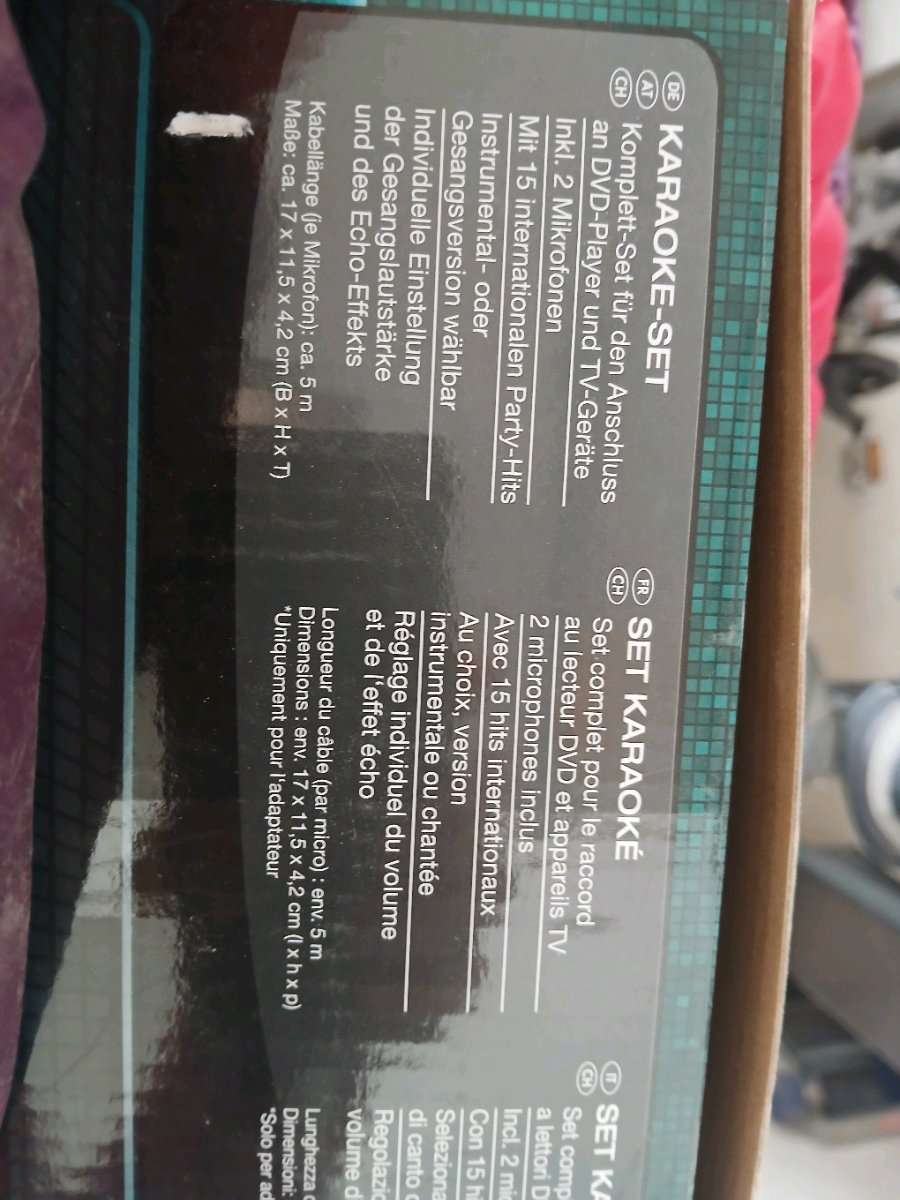 DE AT CH
KARAOKE-SET
Komplett-Set für den Anschluss
an DVD-Player und TV-Geräte
Inkl. 2 Mikrofonen
Mit 15 internationalen Party-Hits
Instrumental- oder
Gesangsversion wählbar
Individuelle Einstellung
der Gesangslautstärke
und des Echo-Effekts
Kabellänge (je Mikrofon): ca. 5 m
Maße: ca. 17 x 11,5 x 4,2 cm (B x H x T)
FR CH
SET KARAOKÉ
Set complet pour le raccord
au lecteur DVD et appareils TV
2 microphones inclus
Avec 15 hits internationaux
Au choix, version
instrumentale ou chantée
Réglage individuel du volume
et de l'effet écho
Longueur du câble (par micro) : env. 5 m
Dimensions : env. 17 x 11,5 x 4,2 cm (l x h x p)
*Uniquement pour l'adaptateur
IT CH
SET KA
Set comp
a lettori D
Incl. 2 mic
Con 15 hi
Seleziona
di canto o
Regolazio
volume d
Lunghezza c
Dimensioni:
*Solo per ad